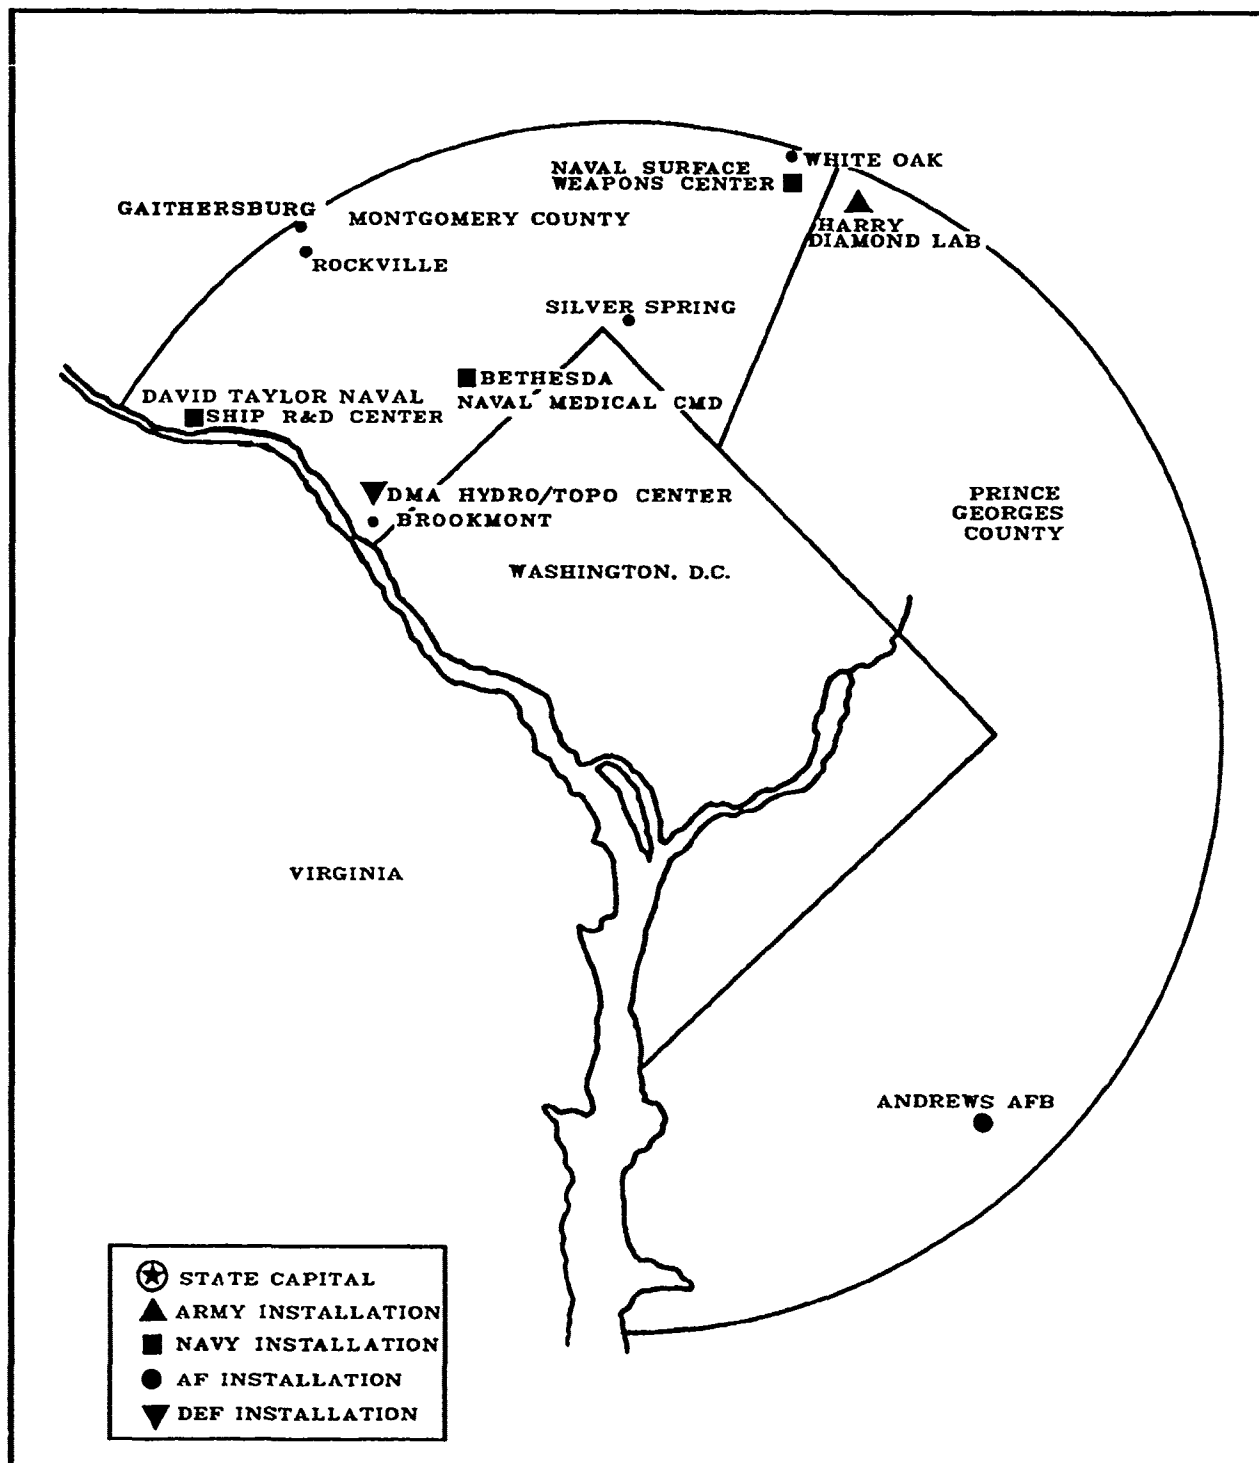 NAVAL SURFACE
WEAPONS CENTER
WHITE OAK
GAITHERSBURG
MONTGOMERY COUNTY
HARRY
DIAMOND LAB
ROCKVILLE
SILVER SPRING
BETHESDA
NAVAL MEDICAL CMD
DAVID TAYLOR NAVAL
SHIP R&D CENTER
DMA HYDRO/TOPO CENTER
BROOKMONT
PRINCE
GEORGES
COUNTY
WASHINGTON, D.C.
VIRGINIA
ANDREWS AFB
STATE CAPITAL
ARMY INSTALLATION
NAVY INSTALLATION
AF INSTALLATION
DEF INSTALLATION